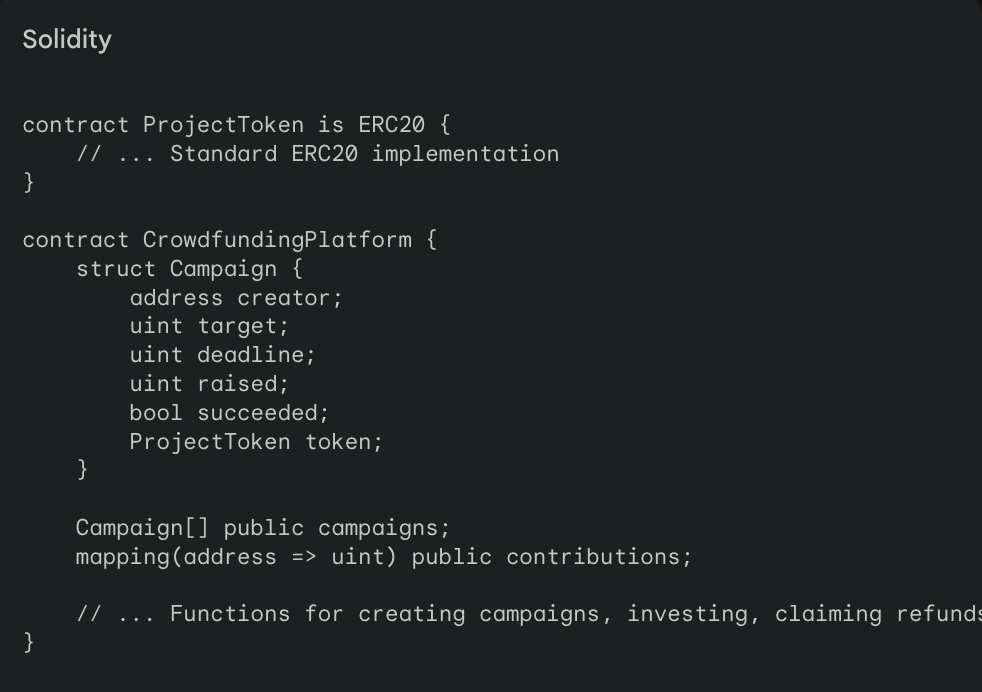 Solidity
contract ProjectToken is ERC20 {
// ... Standard ERC20 implementation
}
contract CrowdfundingPlatform {
struct Campaign {
address creator;
uint target;
uint deadline;
uint raised;
bool succeeded;
ProjectToken token;
}
Campaign[] public campaigns;
mapping(address => uint) public contributions;
// ... Functions for creating campaigns, investing, claiming refunds
}